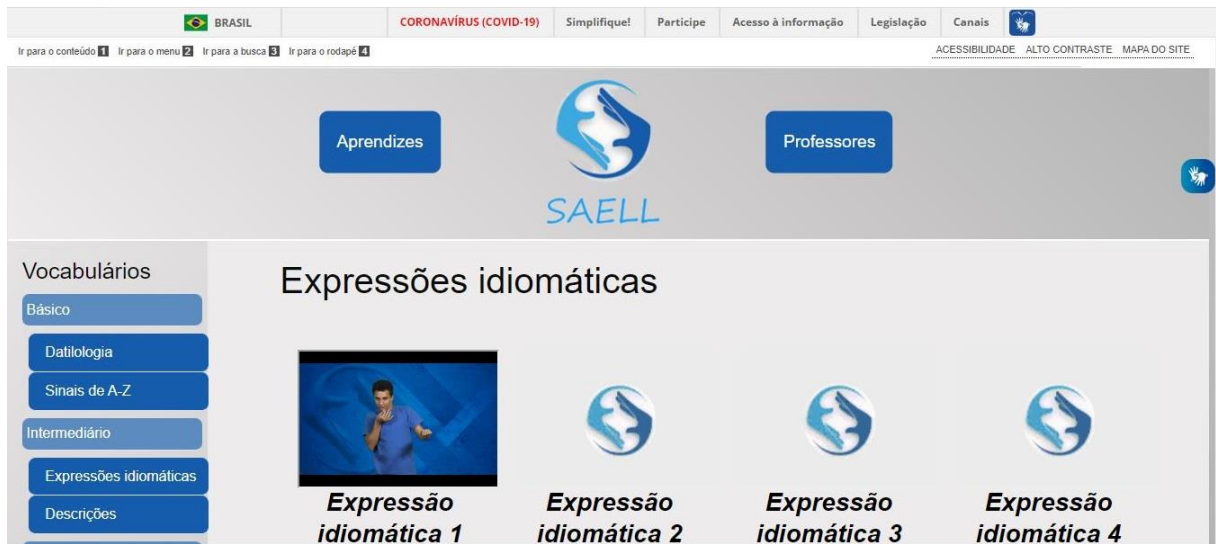 BRASIL CORONAVÍRUS (COVID-19) Simplifique! Participe Acesso à informação Legislação Canais
Ir para o conteúdo 1 Ir para o menu 2 Ir para a busca 3 Ir para o rodapé 4 ACESSIBILIDADE ALTO CONTRASTE MAPA DO SITE
Aprendizes Professores
SAELL
Vocabulários
Expressões idiomáticas
Básico
Datilologia
Sinais de A-Z
Intermediário
Expressões idiomáticas
Descrições
Expressão idiomática 1
Expressão idiomática 2
Expressão idiomática 3
Expressão idiomática 4